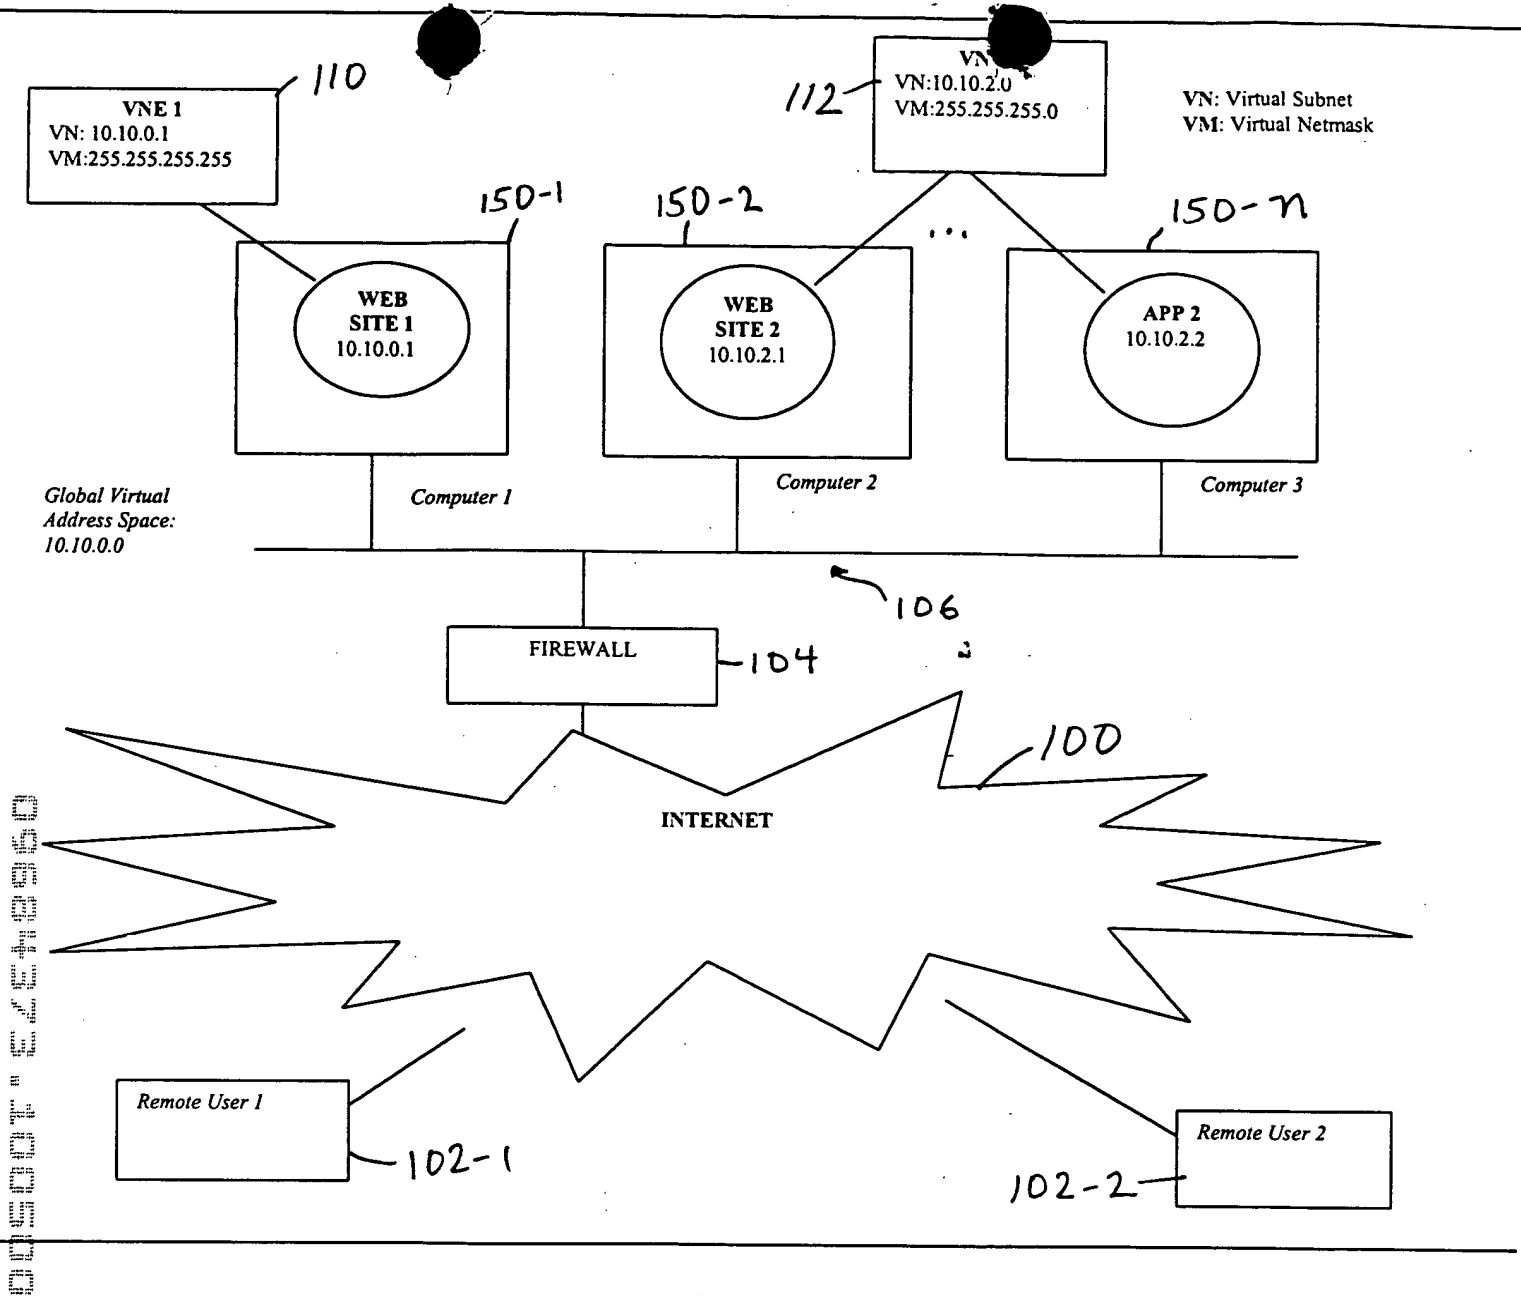 110
VNE 1
VN: 10.10.0.1
VM:255.255.255.255
112
VN
VN:10.10.2.0
VM:255.255.255.0
VN: Virtual Subnet
VM: Virtual Netmask
150-1
150-2
...
150-n
WEB
SITE 1
10.10.0.1
WEB
SITE 2
10.10.2.1
APP 2
10.10.2.2
Computer 1
Computer 2
Computer 3
Global Virtual
Address Space:
10.10.0.0
106
FIREWALL
104
100
INTERNET
Remote User 1
102-1
Remote User 2
102-2